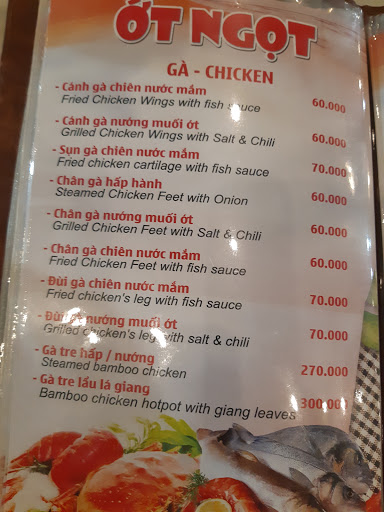 ỚT NGỌT
GÀ - CHICKEN
- Cánh gà chiên nước mắm
Fried Chicken Wings with fish sauce 60.000
- Cánh gà nướng muối ớt
Grilled Chicken Wings with Salt & Chili 60.000
- Sụn gà chiên nước mắm
Fried chicken cartilage with fish sauce 70.000
- Chân gà hấp hành
Steamed Chicken Feet with Onion 60.000
- Chân gà nướng muối ớt
Grilled Chicken Feet with Salt & Chili 60.000
- Chân gà chiên nước mắm
Fried Chicken Feet with fish sauce 60.000
- Đùi gà chiên nước mắm
Fried chicken's leg with fish sauce 70.000
- Đùi gà nướng muối ớt
Grilled chicken's leg with salt & chili 70.000
- Gà tre hấp / nướng
Steamed bamboo chicken 270.000
- Gà tre lẩu lá giang
Bamboo chicken hotpot with giang leaves 300.000